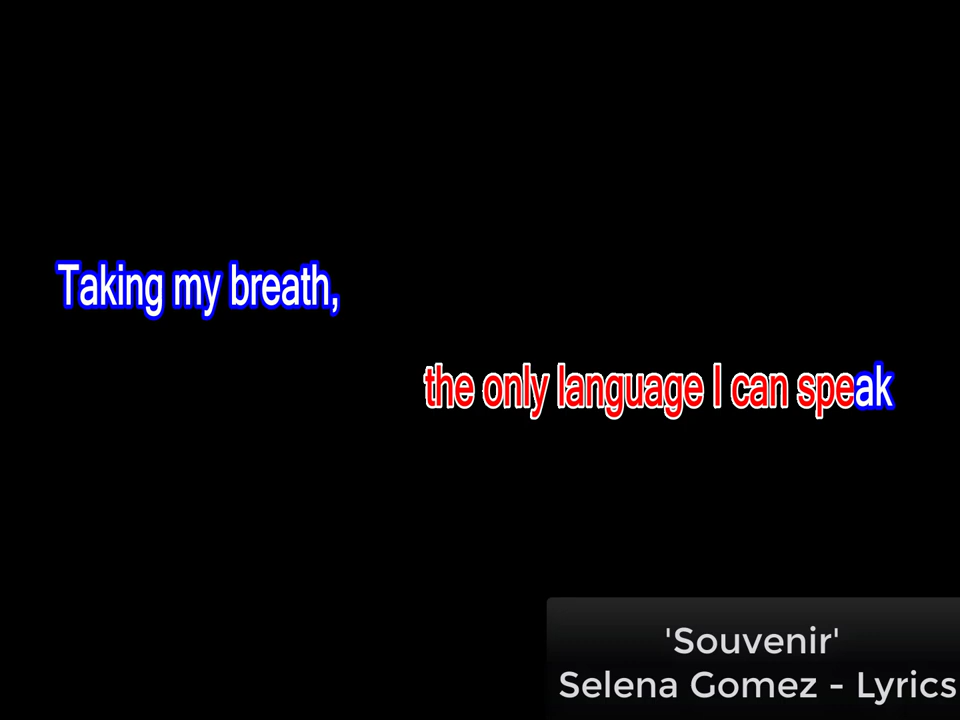 Taking my breath,
the only language I can speak
'Souvenir'
Selena Gomez - Lyrics